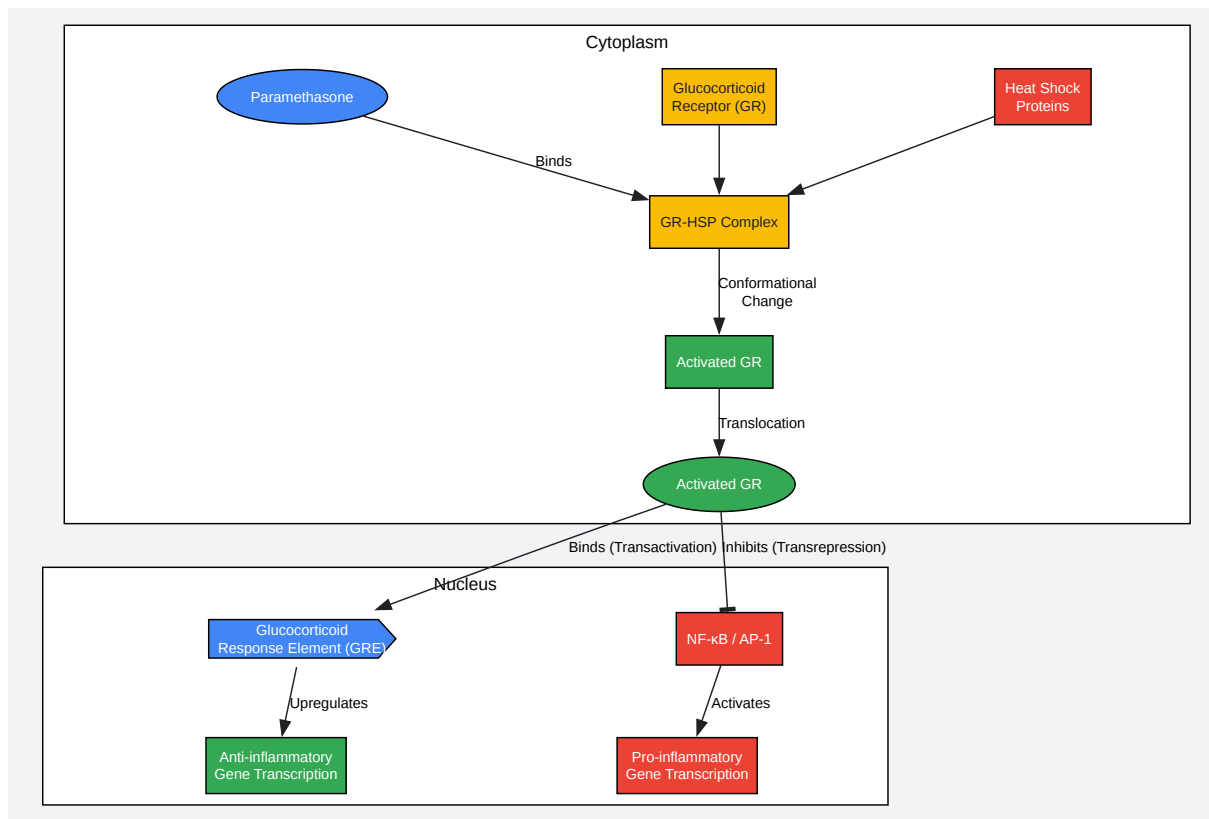 Cytoplasm
Paramethasone
Glucocorticoid
Receptor (GR)
Heat Shock
Proteins
Binds
GR-HSP Complex
Conformational
Change
Activated GR
Translocation
Activated GR
Binds (Transactivation)
Inhibits (Transrepression)
Nucleus
Glucocorticoid
Response Element (GRE)
NF-κB / AP-1
Upregulates
Activates
Anti-inflammatory
Gene Transcription
Pro-inflammatory
Gene Transcription